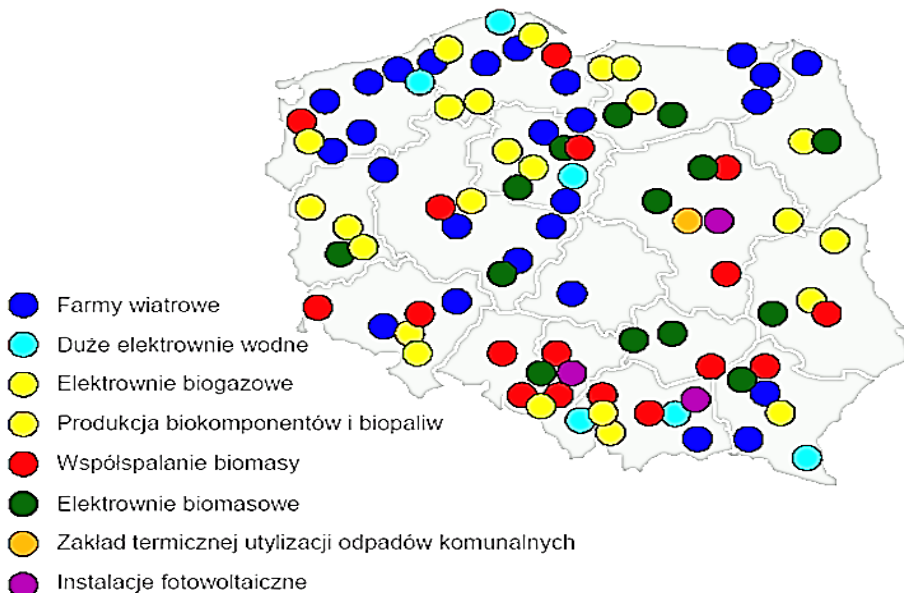 Farmy wiatrowe
Duże elektrownie wodne
Elektrownie biogazowe
Produkcja biokomponentów i biopaliw
Współspalanie biomasy
Elektrownie biomasowe
Zakład termicznej utylizacji odpadów komunalnych
Instalacje fotowoltaiczne